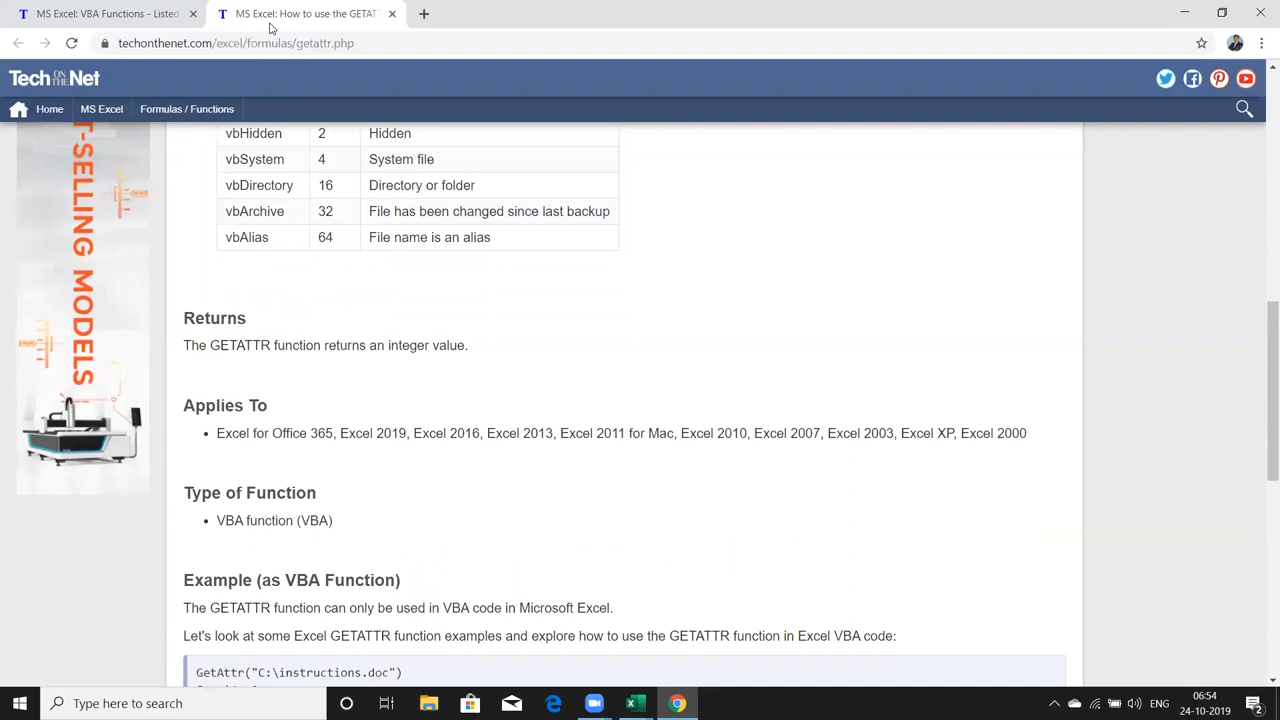 MS Excel: VBA Functions - Listed
MS Excel: How to use the GETAT
techonthenet.com/excel/formulas/getattr.php
Tech ON THE Net
Home MS Excel Formulas / Functions
T-SELLING MODELS
vbHidden 2 Hidden
vbSystem 4 System file
vbDirectory 16 Directory or folder
vbArchive 32 File has been changed since last backup
vbAlias 64 File name is an alias
Returns
The GETATTR function returns an integer value.
Applies To
• Excel for Office 365, Excel 2019, Excel 2016, Excel 2013, Excel 2011 for Mac, Excel 2010, Excel 2007, Excel 2003, Excel XP, Excel 2000
Type of Function
• VBA function (VBA)
Example (as VBA Function)
The GETATTR function can only be used in VBA code in Microsoft Excel.
Let's look at some Excel GETATTR function examples and explore how to use the GETATTR function in Excel VBA code:
GetAttr("C:\instructions.doc")
Type here to search
ENG
06:54
24-10-2019
2